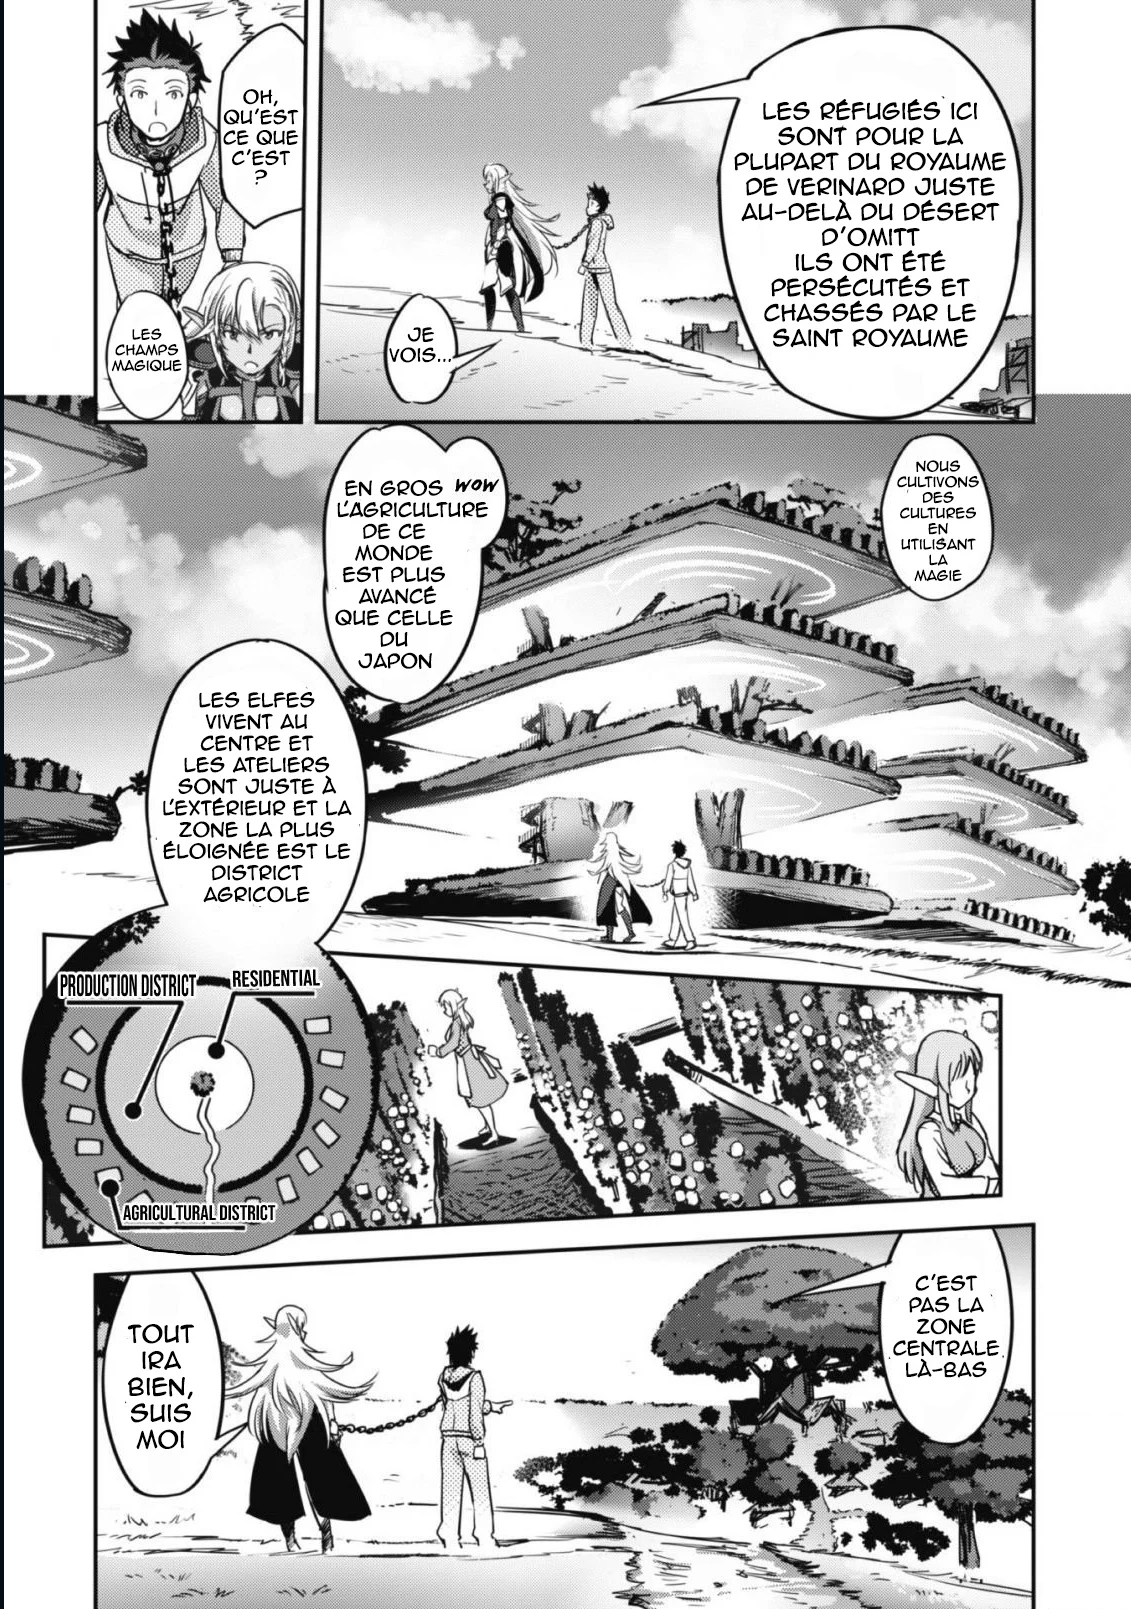 LES RÉFUGIÉS ICI
SONT POUR LA
PLUPART DU ROYAUME
DE VERINARD JUSTE
AU-DELÀ DU DÉSERT
D'OMITT
ILS ONT ÉTÉ
PERSÉCUTÉS ET
CHASSÉS PAR LE
SAINT ROYAUME
JE
VOIS...
OH,
QU'EST
CE QUE
C'EST
?
LES
CHAMPS
MAGIQUE
NOUS
CULTIVONS
DES
CULTURES
EN
UTILISANT
LA
MAGIE
EN GROS WOW
L'AGRICULTURE
DE CE
MONDE
EST PLUS
AVANCÉ
QUE CELLE
DU
JAPON
LES ELFES
VIVENT AU
CENTRE ET
LES ATELIERS
SONT JUSTE À
L'EXTÉRIEUR ET LA
ZONE LA PLUS
ÉLOIGNÉE EST LE
DISTRICT
AGRICOLE
PRODUCTION DISTRICT
RESIDENTIAL
AGRICULTURAL DISTRICT
C'EST
PAS LA
ZONE
CENTRALE
LÀ-BAS
TOUT
IRA
BIEN,
SUIS
MOI